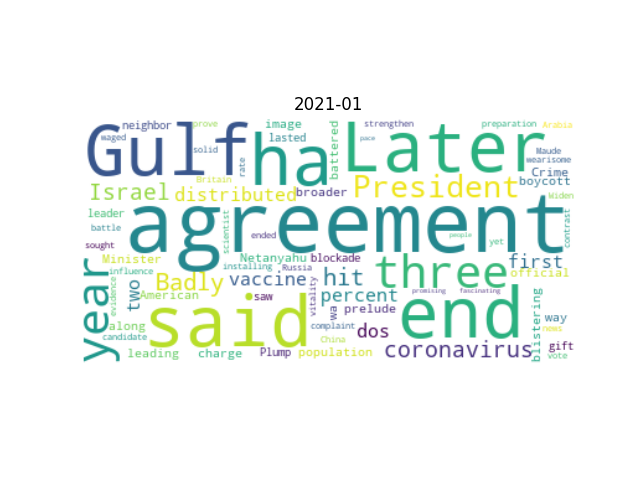 2021-01
neighbor prove image strengthen preparation Arabia
waged solid lasted pace Maude
Gulf rate ha battered Later wearisome
Britain Crime boycott
Israel distributed broader President Widen
leader
battle agreement contrast
sought scientist ended people yet
Minister Netanyahu blockade three first
influence installing Russia official
year evidence two Badly vaccine hit
American saw vitality percent promising fascinating
along said wa prelude end blistering way
candidate complaint dos news
leading charge Plump China population coronavirus gift
vote